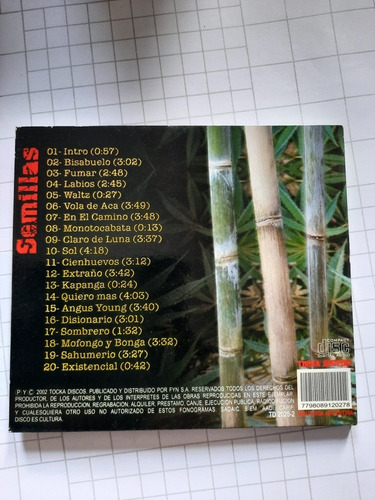 Semillas
01- Intro (0:57)
02- Bisabuelo (3:02)
03- Fumar (2:48)
04- Labios (2:45)
05- Waltz (0:27)
06- Vola de Aca (3:49)
07- En El Camino (3:48)
08- Monotocabata (0:13)
09- Claro de Luna (3:37)
10- Sol (4:18)
11- Cienhuevos (3:12)
12- Extraño (3:42)
13- Kapanga (0:24)
14- Quiero mas (4:03)
15- Angus Young (3:40)
16- Disionario (3:01)
17- Sombrero (1:32)
18- Mofongo y Bonga (3:32)
19- Sahumerio (3:27)
20- Existencial (0:42)
P Y C 2002 TOCKA DISCOS. PUBLICADO Y DISTRIBUIDO POR FYN S.A. RESERVADOS TODOS LOS DERECHOS DEL
PRODUCTOR, DE LOS AUTORES Y DE LOS INTERPRETES DE LAS OBRAS REPRODUCIDAS EN ESTE EJEMPLAR.
PROHIBIDA LA REPRODUCCION, REGRABACION, ALQUILER, PRESTAMO, CANJE, EJECUCION PUBLICA, RADIODIFUSION
Y CUALESQUIERA OTRO USO NO AUTORIZADO DE ESTOS FONOGRAMAS. SADAIC B.I.E.M. AADI CAPIF
DISCO ES CULTURA.
COMPACT
disc
7798089120278